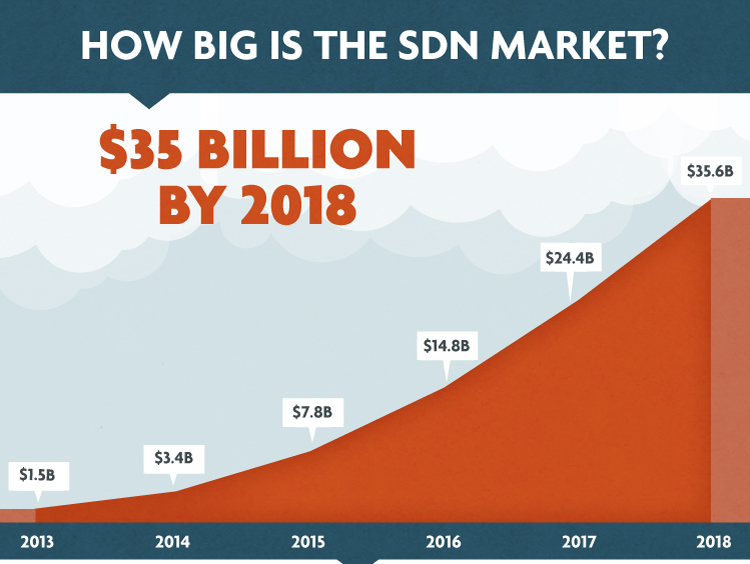 HOW BIG IS THE SDN MARKET?
$35 BILLION
BY 2018
$35.6B
$24.4B
$14.8B
$7.8B
$3.4B
$1.5B
2013 2014 2015 2016 2017 2018